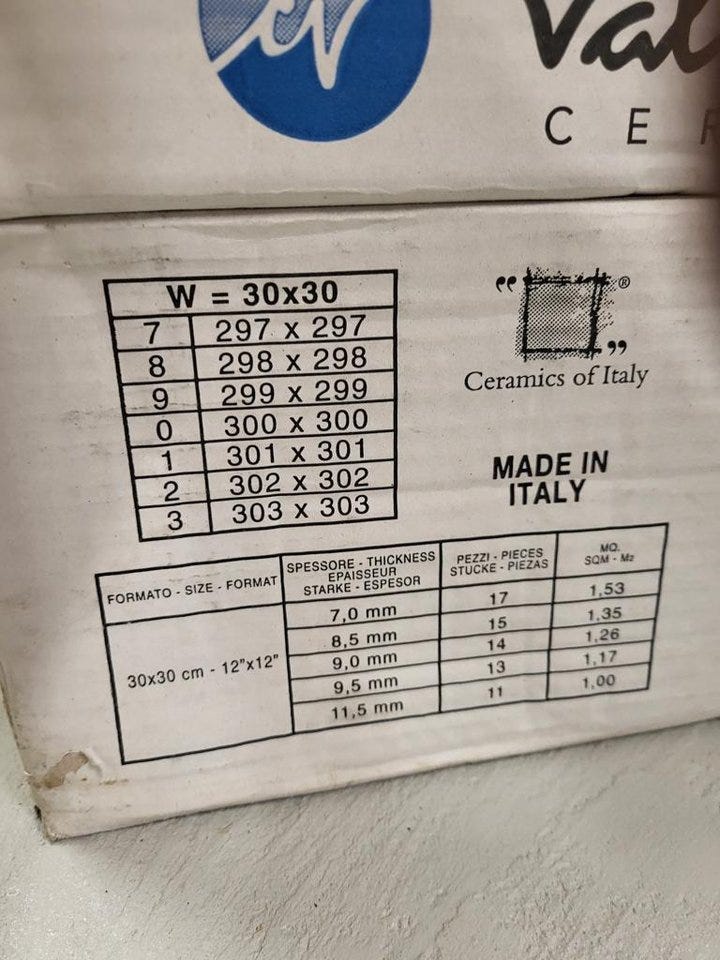 cv
Val
CER
W = 30x30
7 297 x 297
8 298 x 298
9 299 x 299
0 300 x 300
1 301 x 301
2 302 x 302
3 303 x 303
" ® "
Ceramics of Italy
MADE IN
ITALY
FORMATO - SIZE - FORMAT
SPESSORE - THICKNESS
EPAISSEUR
STARKE - ESPESOR
PEZZI - PIECES
STUCKE - PIEZAS
MQ.
SQM - M2
30x30 cm - 12"x12"
7,0 mm 17 1,53
8,5 mm 15 1,35
9,0 mm 14 1,26
9,5 mm 13 1,17
11,5 mm 11 1,00